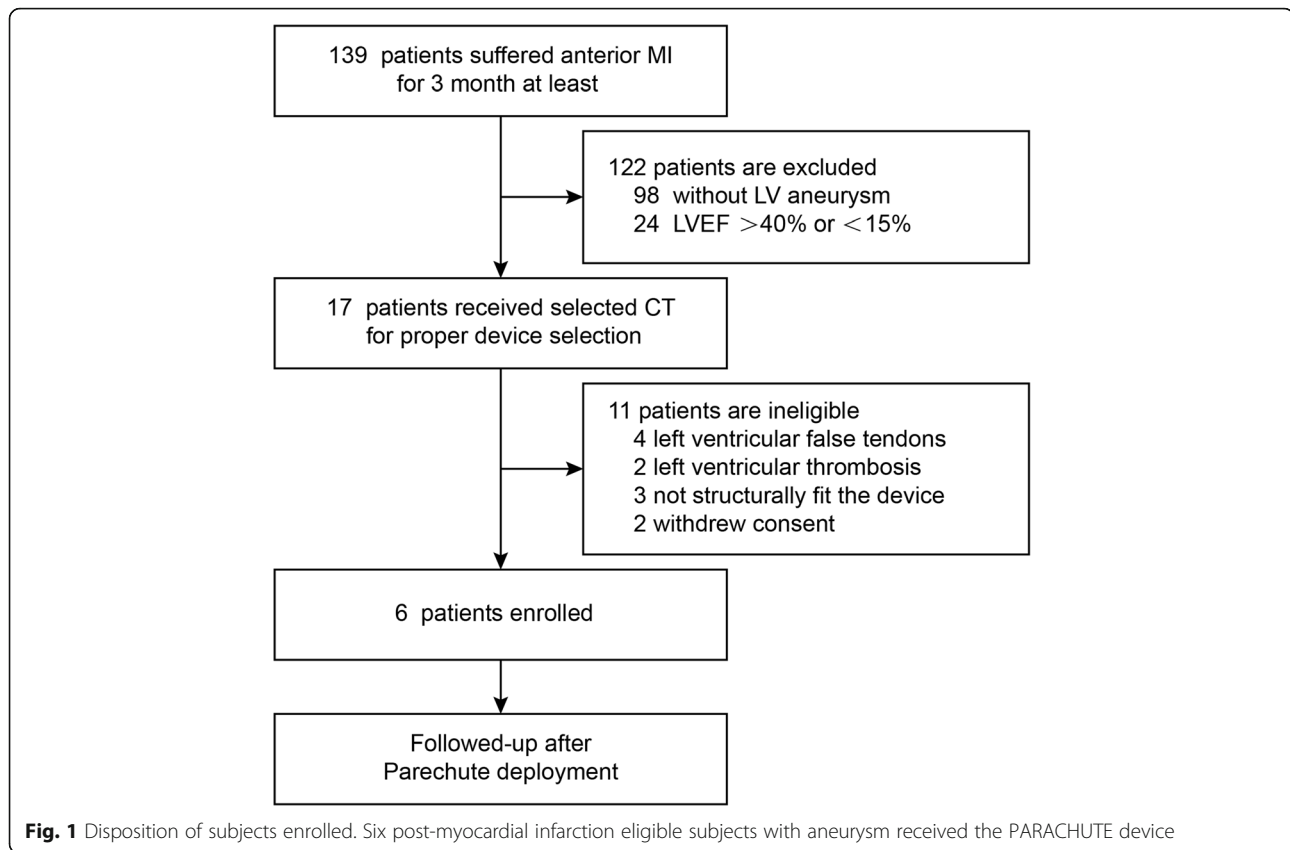 139 patients suffered anterior MI
for 3 month at least
122 patients are excluded
98 without LV aneurysm
24 LVEF >40% or <15%
17 patients received selected CT
for proper device selection
11 patients are ineligible
4 left ventricular false tendons
2 left ventricular thrombosis
3 not structurally fit the device
2 withdrew consent
6 patients enrolled
Followed-up after
Parechute deployment
Fig. 1 Disposition of subjects enrolled. Six post-myocardial infarction eligible subjects with aneurysm received the PARACHUTE device